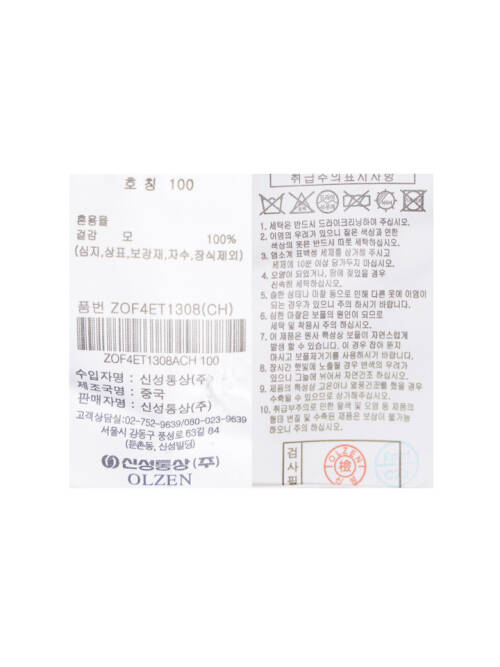 호 칭 100
혼용율
겉감 모 100%
(심지,상표,보강재,자수,장식제외)
품번 ZOF4ET1308(CH)
ZOF4ET1308ACH 100
수입자명 : 신성통상(주)
제조국명 : 중국
판매자명 : 신성통상(주)
고객상담실:02-752-9639/080-023-9639
서울시 강동구 풍성로 63길 84
(둔촌동, 신성빌딩)
신성통상(주)
OLZEN
취급주의표시사항
1. 세탁은 반드시 드라이크리닝하여 주십시오.
2. 이염의 우려가 있으니 짙은 색상과 연한
색상의 옷은 반드시 따로 세탁하십시오.
3. 염소계 표백성 세제를 삼가해 주시고
세제에 10분 이상 담가두지 마십시오.
4. 오염이 되었거나, 땀에 젖었을 경우
신속히 세탁하십시오.
5. 습한 상태나 마찰 등으로 인해 다른 옷에 이염이
되는 경우가 있으니 주의 하시기 바랍니다.
6. 심한 마찰은 보풀의 원인이 되므로
세탁 및 착용시 주의 하십시오.
7. 이 제품은 원사 특성상 보풀이 자연스럽게
발생 할 수 있습니다. 이 경우 잡아 뜯지
마시고 보풀제거기를 사용하시기 바랍니다.
8. 장시간 햇빛에 노출될 경우 변색의 우려가
있으니 그늘에 뉘어서 자연건조 하십시오.
9. 제품의 특성상 고온이나 열풍건조를 했을 경우
수축될 수 있으므로 삼가해주십시오.
10. 취급부주의로 인한 탈색 및 오염 등 제품의
형태 변질 및 수축된 제품은 보상이 불가능
하오니 주의 하십시오.
검사필
OLZEN
檢